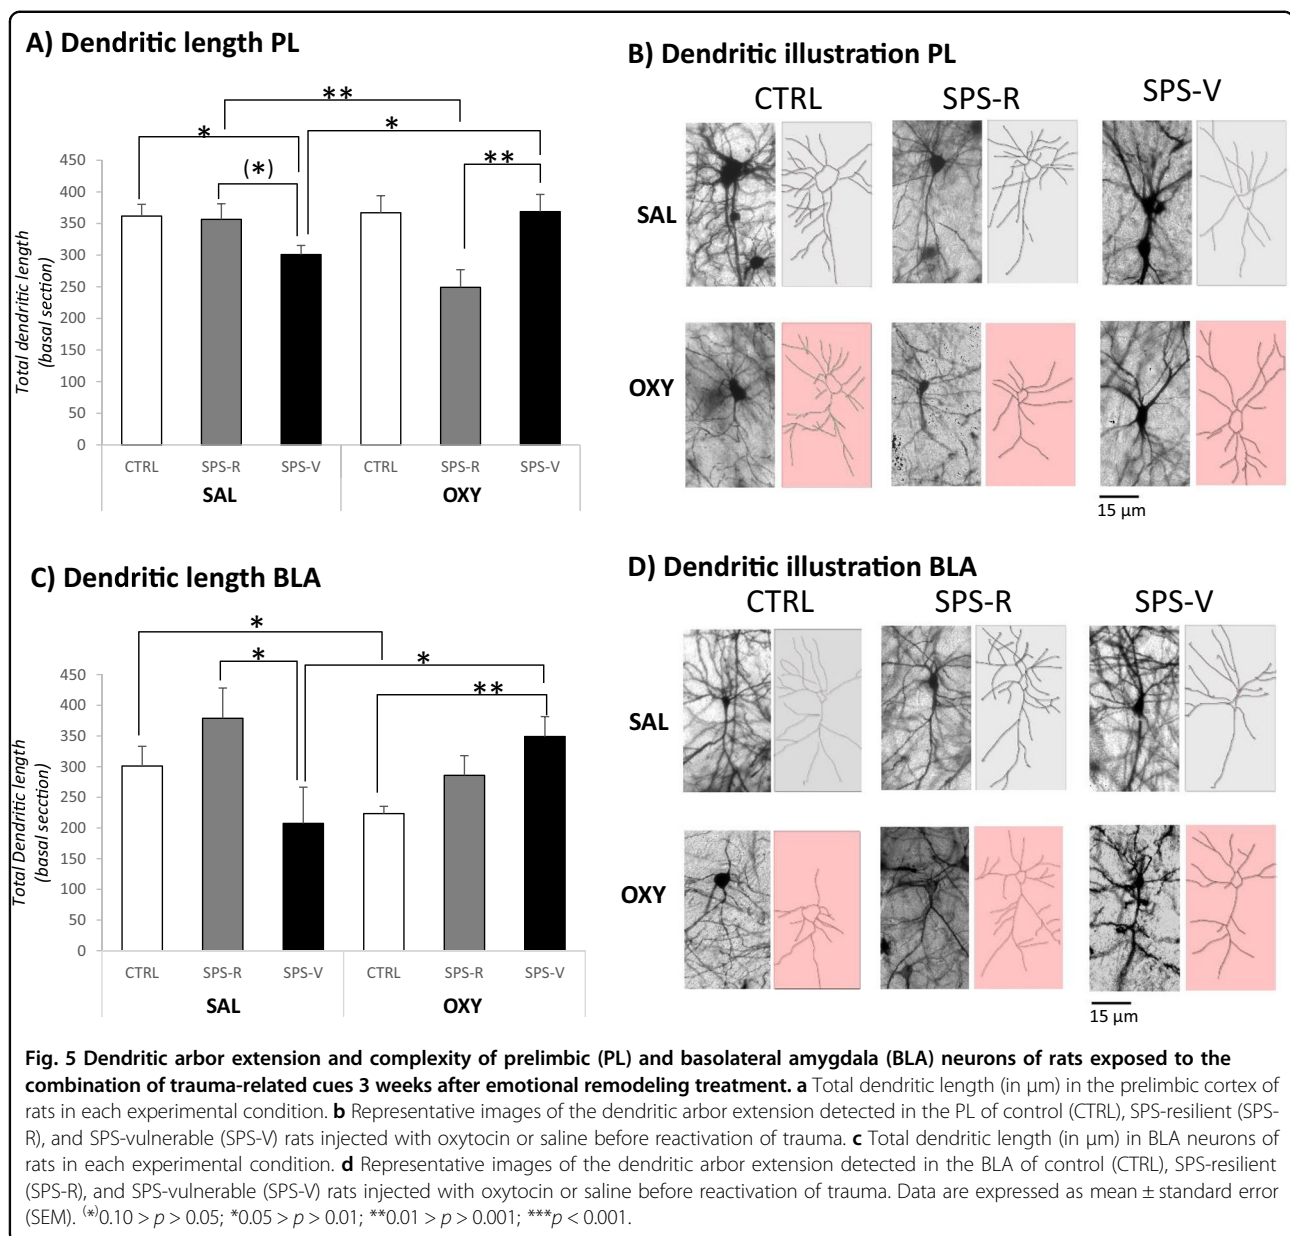 A) Dendritic length PL
**
*
*
(*)
**
450
400
350
300
250
200
150
100
50
0
Total dendrite length
(basal section)
CTRL SPS-R SPS-V CTRL SPS-R SPS-V
SAL OXY
B) Dendritic illustration PL
CTRL SPS-R SPS-V
SAL
OXY
15 µm
C) Dendritic length BLA
*
*
*
**
450
400
350
300
250
200
150
100
50
0
Total Dendritic length
(basal secction)
CTRL SPS-R SPS-V CTRL SPS-R SPS-V
SAL OXY
D) Dendritic illustration BLA
CTRL SPS-R SPS-V
SAL
OXY
15 µm
Fig. 5 Dendritic arbor extension and complexity of prelimbic (PL) and basolateral amygdala (BLA) neurons of rats exposed to the
combination of trauma-related cues 3 weeks after emotional remodeling treatment. a Total dendritic length (in µm) in the prelimbic cortex of
rats in each experimental condition. b Representative images of the dendritic arbor extension detected in the PL of control (CTRL), SPS-resilient (SPS-
R), and SPS-vulnerable (SPS-V) rats injected with oxytocin or saline before reactivation of trauma. c Total dendritic length (in µm) in BLA neurons of
rats in each experimental condition. d Representative images of the dendritic arbor extension detected in the BLA of control (CTRL), SPS-resilient
(SPS-R), and SPS-vulnerable (SPS-V) rats injected with oxytocin or saline before reactivation of trauma. Data are expressed as mean ± standard error
(SEM). (*)0.10 > p > 0.05; *0.05 > p > 0.01; **0.01 > p > 0.001; ***p < 0.001.